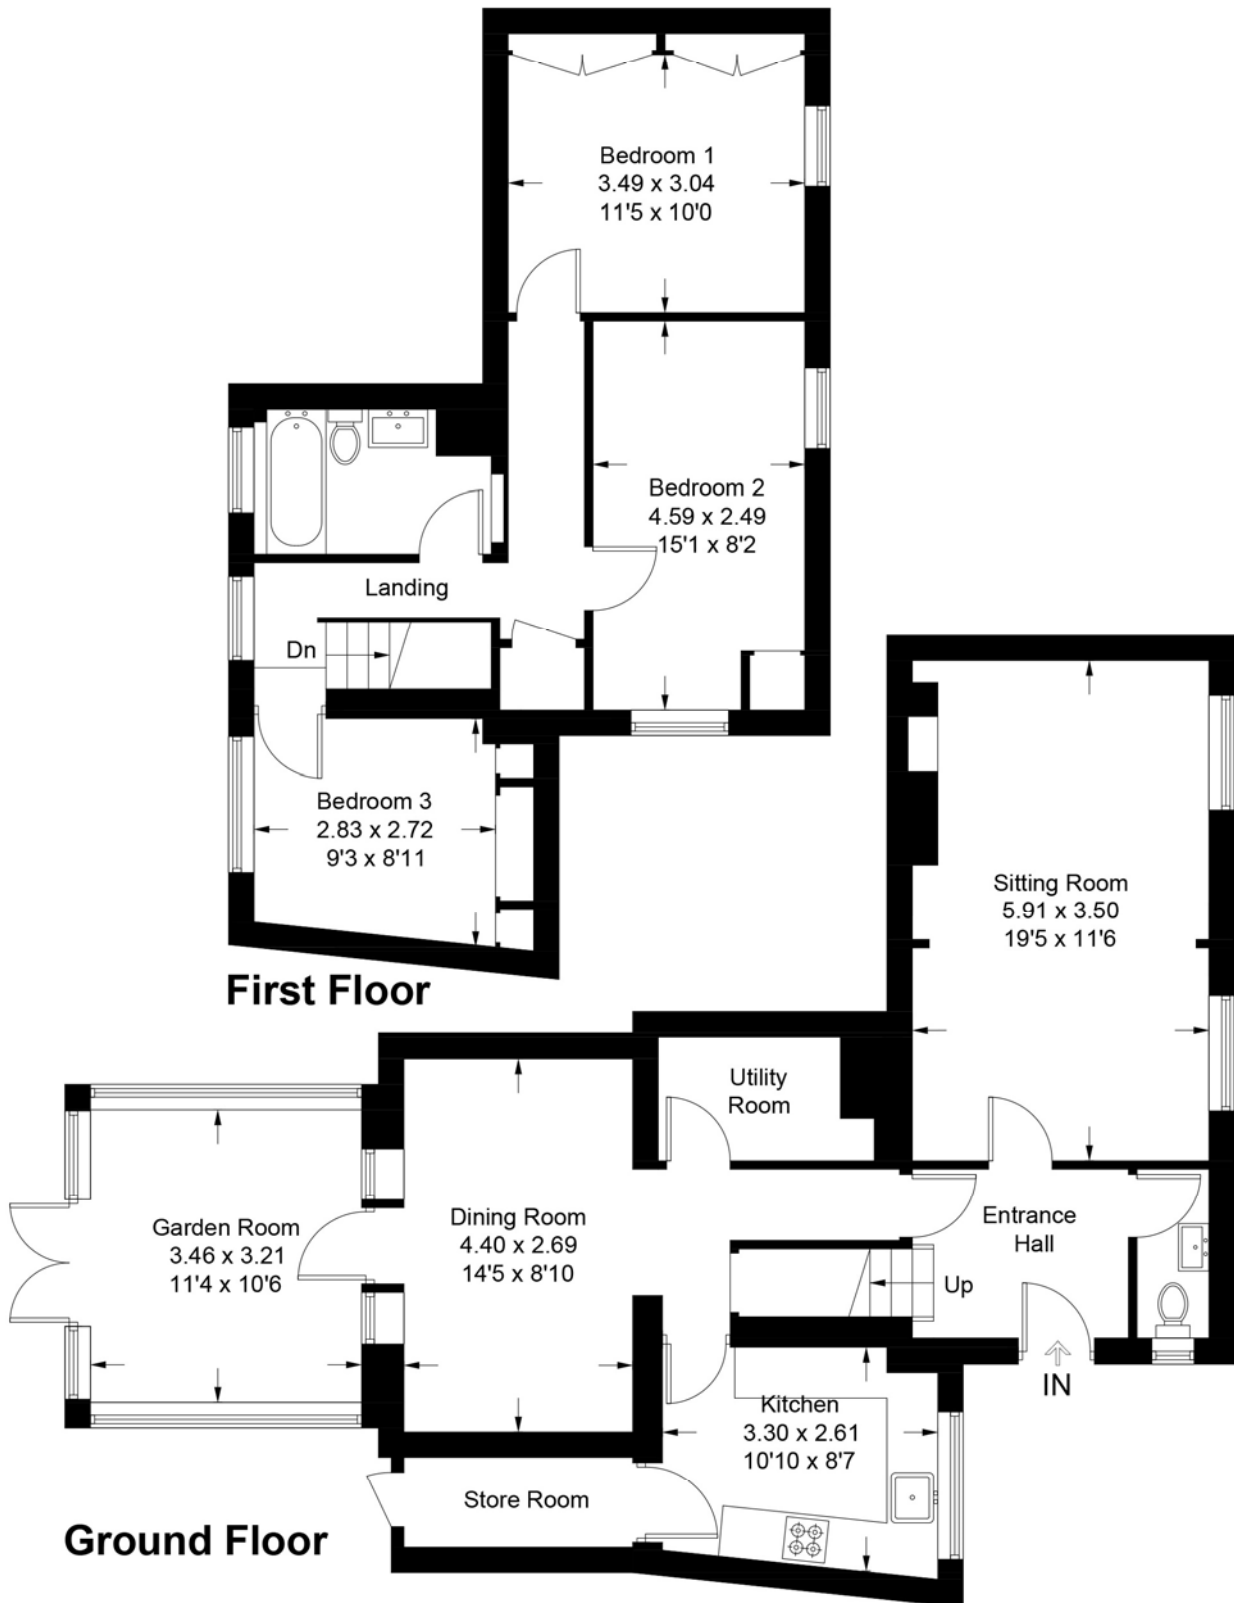 Bedroom 1
3.49 x 3.04
11'5 x 10'0
Bedroom 2
4.59 x 2.49
15'1 x 8'2
Landing
Dn
Bedroom 3
2.83 x 2.72
9'3 x 8'11
First Floor
Sitting Room
5.91 x 3.50
19'5 x 11'6
Utility
Room
Garden Room
3.46 x 3.21
11'4 x 10'6
Dining Room
4.40 x 2.69
14'5 x 8'10
Entrance
Hall
Up
IN
Kitchen
3.30 x 2.61
10'10 x 8'7
Store Room
Ground Floor